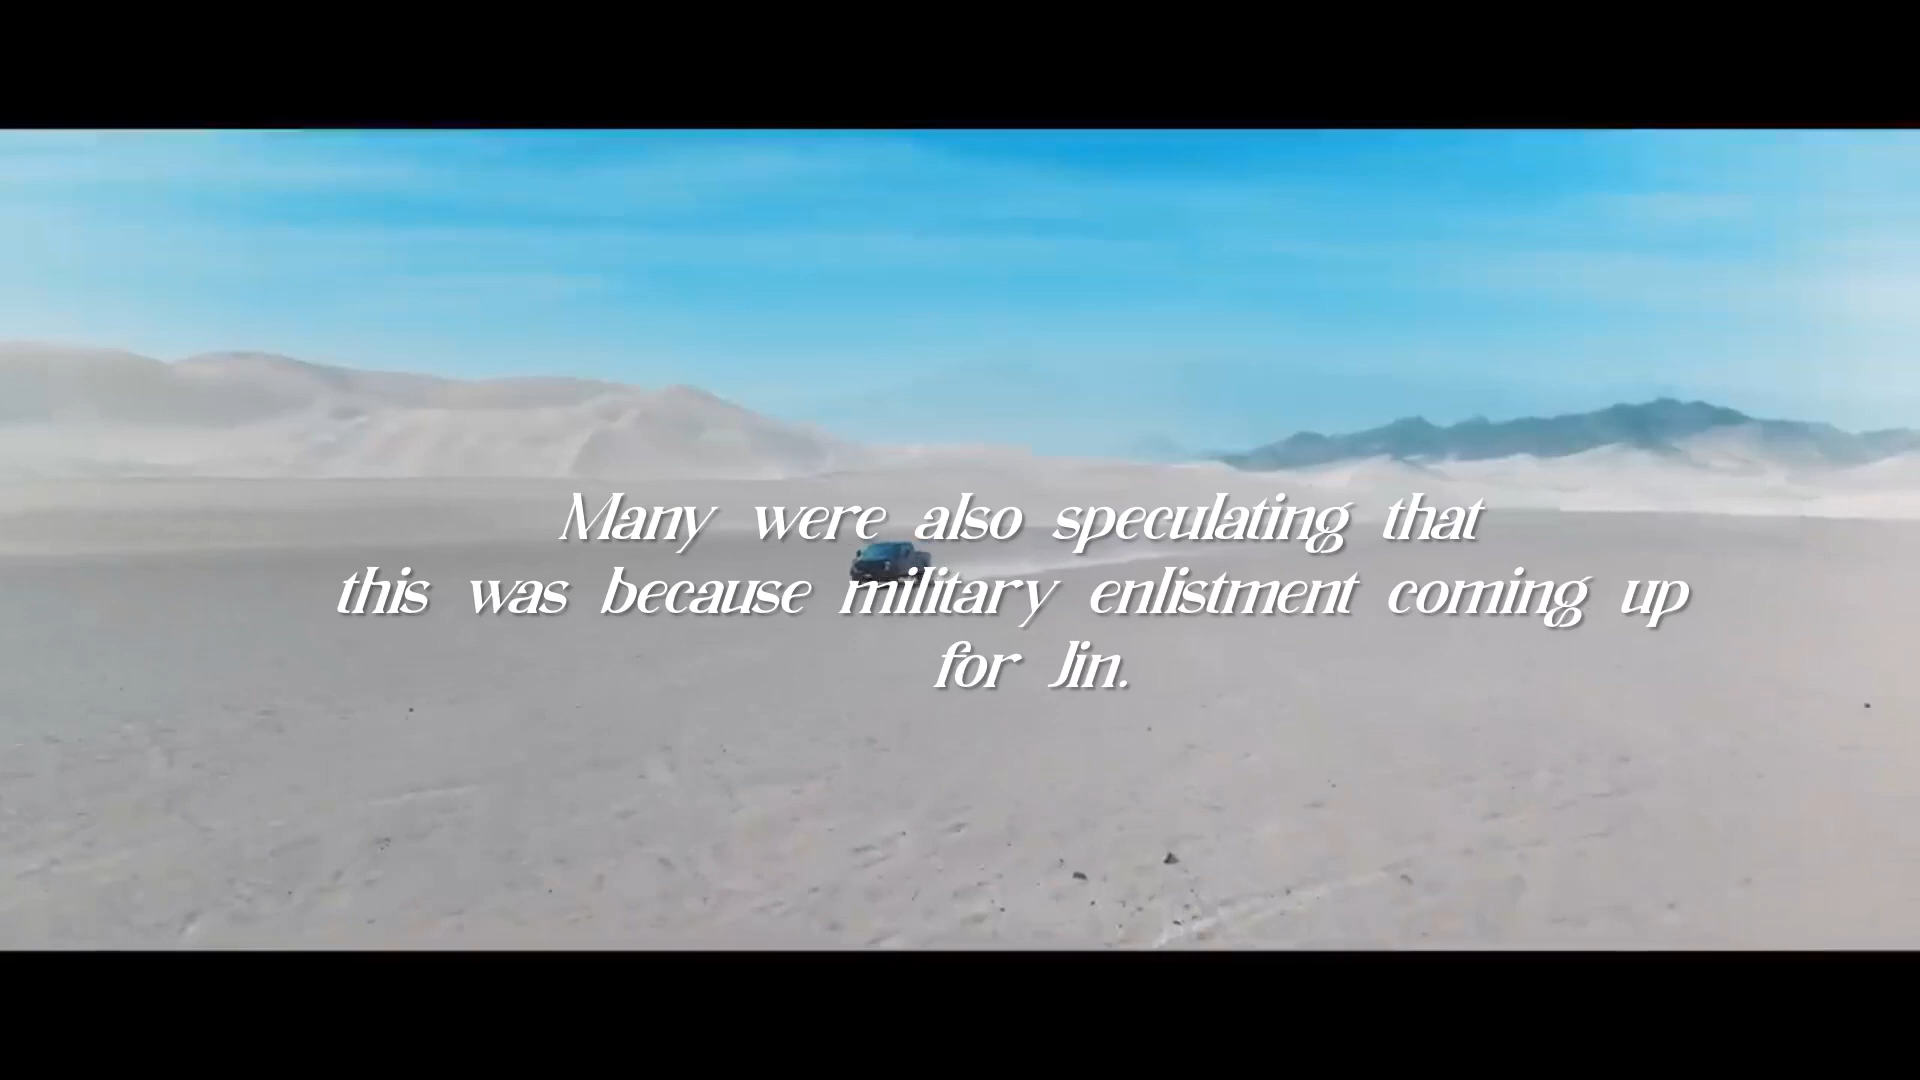 Many were also speculating that
this was because military enlistment coming up
for Jin.